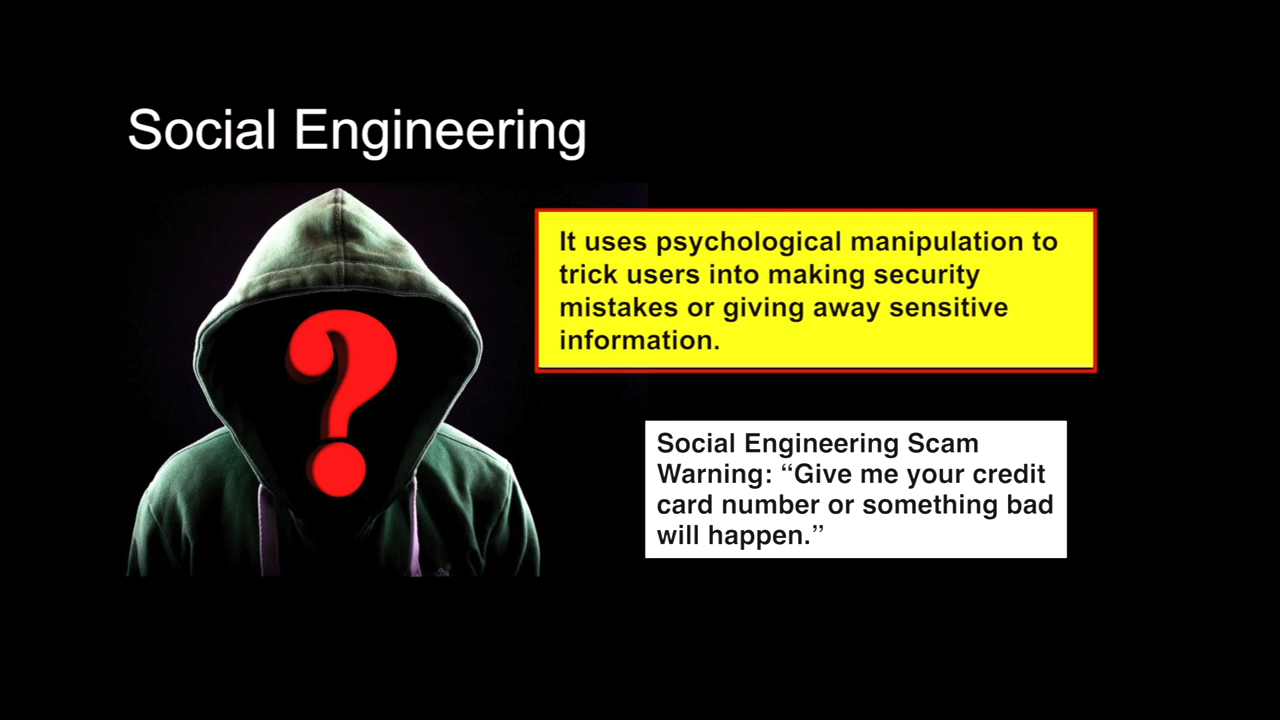 Social Engineering
It uses psychological manipulation to
trick users into making security
mistakes or giving away sensitive
information.
?
Social Engineering Scam
Warning: “Give me your credit
card number or something bad
will happen.”